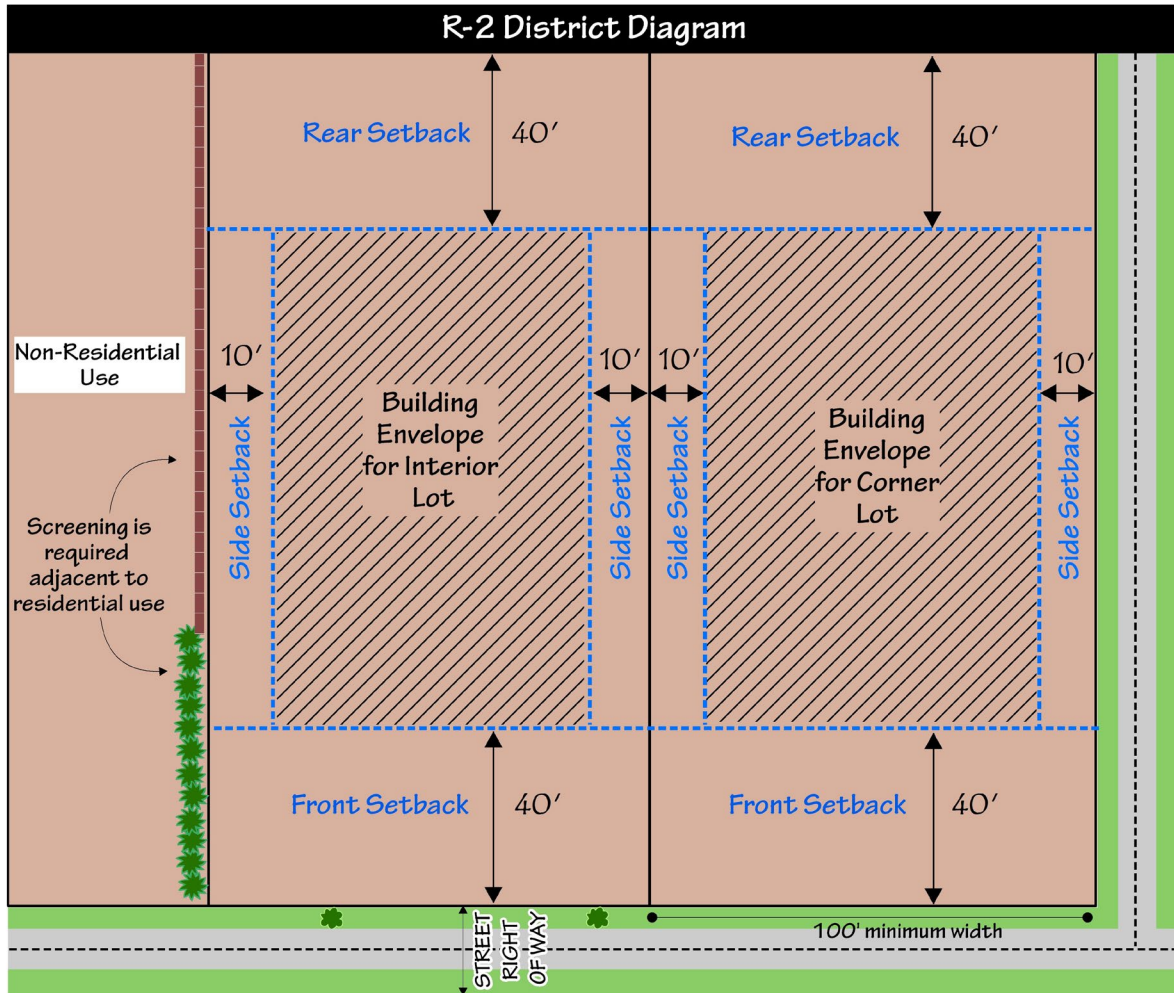 R-2 District Diagram
Rear Setback
40'
Rear Setback
40'
Non-Residential
Use
10'
10'
10'
10'
Side Setback
Building
Envelope
for Interior
Lot
Side Setback
Side Setback
Building
Envelope
for Corner
Lot
Side Setback
Screening is
required
adjacent to
residential use
Front Setback
40'
Front Setback
40'
STREET
RIGHT
OF WAY
100' minimum width